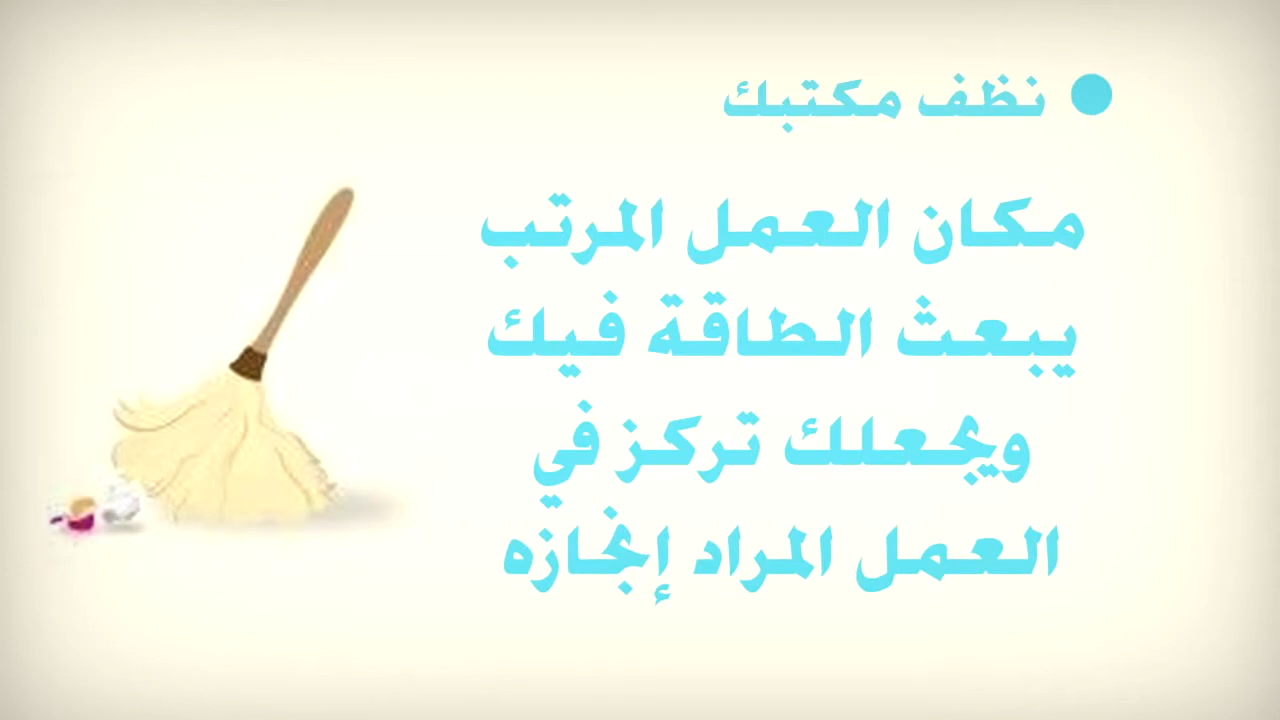 ● نظف مكتبك
مكان العمل المرتب
يبعث الطاقة فيك
ويجعلك تركز في
العمل المراد إنجازه